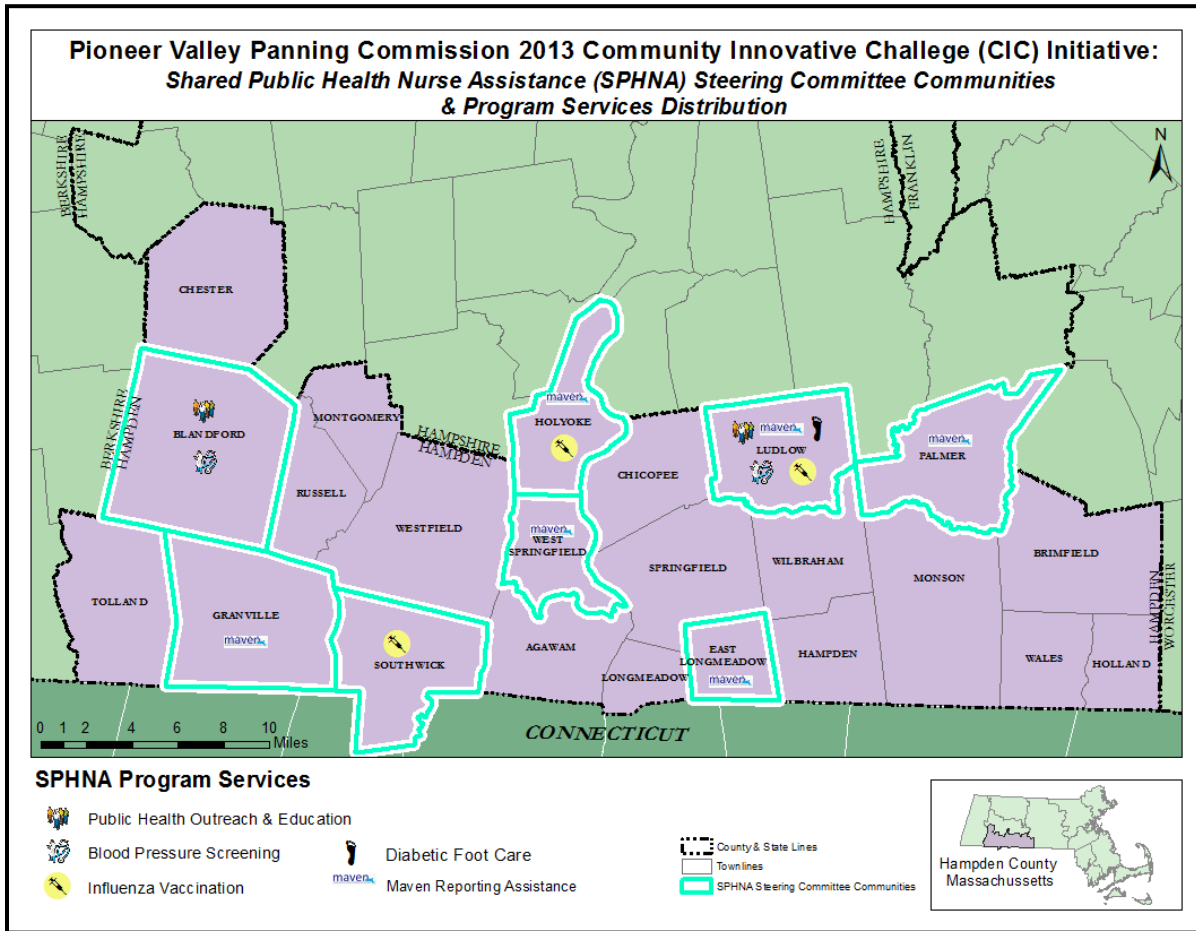 Pioneer Valley Panning Commission 2013 Community Innovative Challege (CIC) Initiative:
Shared Public Health Nurse Assistance (SPHNA) Steering Committee Communities
& Program Services Distribution
N
BERKSHIRE
HAMPSHIRE
HAMPSHIRE
FRANKLIN
CHESTER
BERKSHIRE
HAMPDEN
BLANDFORD
MONTGOMERY
HAMPSHIRE
HAMPDEN
maven
HOLYOKE
maven
LUDLOW
maven
PALMER
CHICOPEE
RUSSELL
WESTFIELD
maven
WEST
SPRINGFIELD
SPRINGFIELD
WILBRAHAM
MONSON
BRIMFIELD
HAMPDEN
WORCESTER
TOLLAND
GRANVILLE
maven
SOUTHWICK
AGAWAM
LONGMEADOW
EAST
LONGMEADOW
maven
HAMPDEN
WALES
HOLLAND
CONNECTICUT
0 1 2 4 6 8 10
Miles
SPHNA Program Services
Public Health Outreach & Education
Blood Pressure Screening
Influenza Vaccination
Diabetic Foot Care
maven Maven Reporting Assistance
County & State Lines
Townlines
SPHNA Steering Committee Communities
Hampden County
Massachussetts